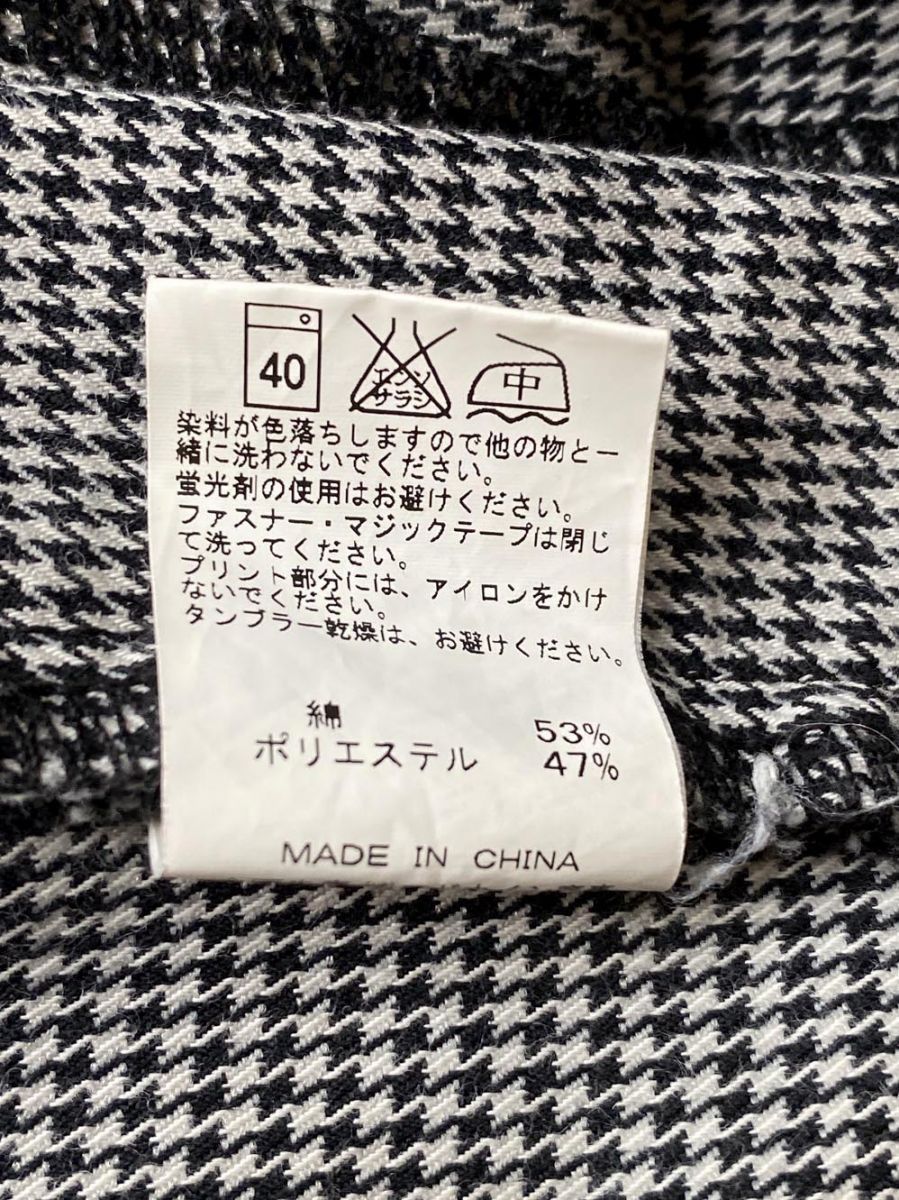 40
エンソ
サラシ
中
染料が色落ちしますので他の物と一
緒に洗わないでください。
蛍光剤の使用はお避けください。
ファスナー・マジックテープは閉じ
て洗ってください。
プリント部分には、アイロンをかけ
ないでください。
タンブラー乾燥は、お避けください。
綿 53%
ポリエステル 47%
MADE IN CHINA